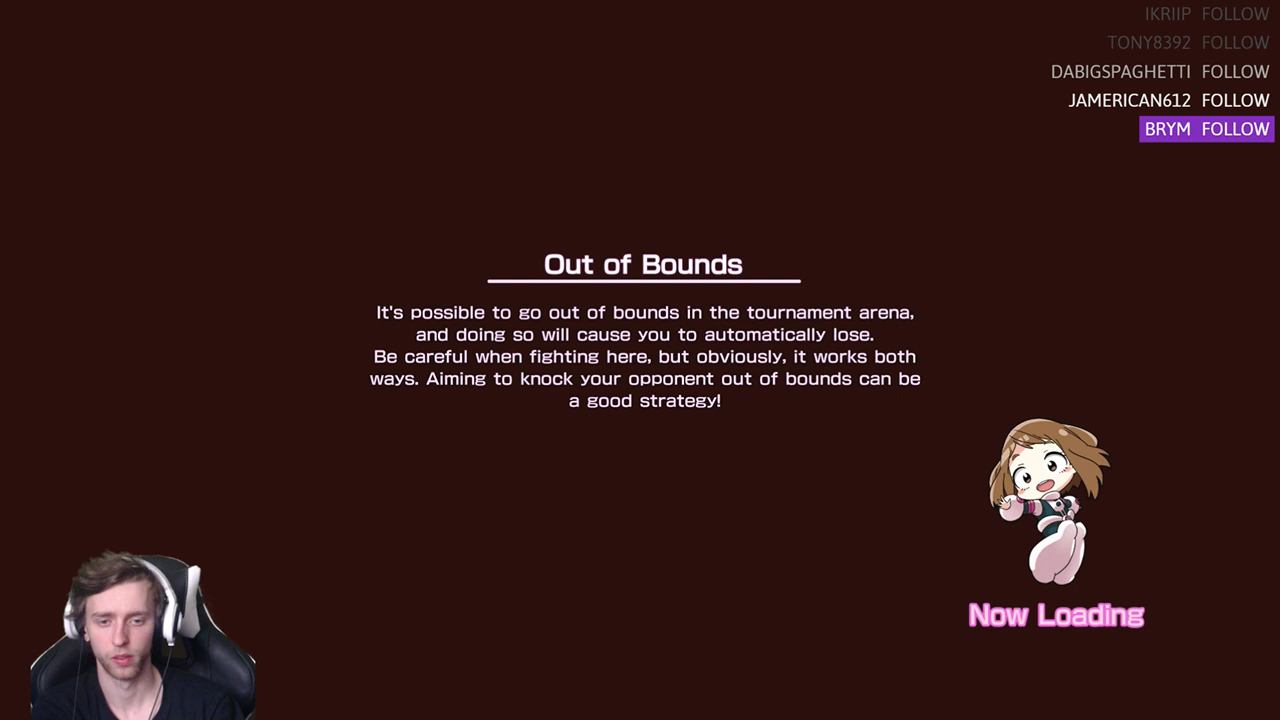 IKRIIP FOLLOW
TONY8392 FOLLOW
DABIGSPAGHETTI FOLLOW
JAMERICAN612 FOLLOW
BRYM FOLLOW
Out of Bounds
It's possible to go out of bounds in the tournament arena,
and doing so will cause you to automatically lose.
Be careful when fighting here, but obviously, it works both
ways. Aiming to knock your opponent out of bounds can be
a good strategy!
Now Loading